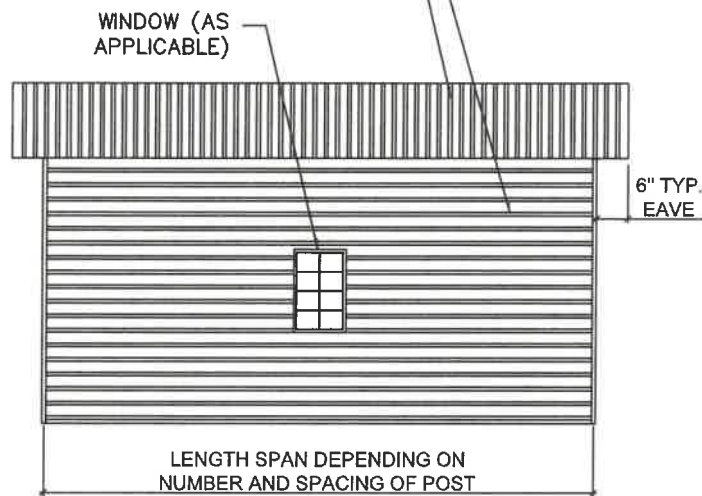 WINDOW (AS
APPLICABLE)
6" TYP.
EAVE
LENGTH SPAN DEPENDING ON
NUMBER AND SPACING OF POST